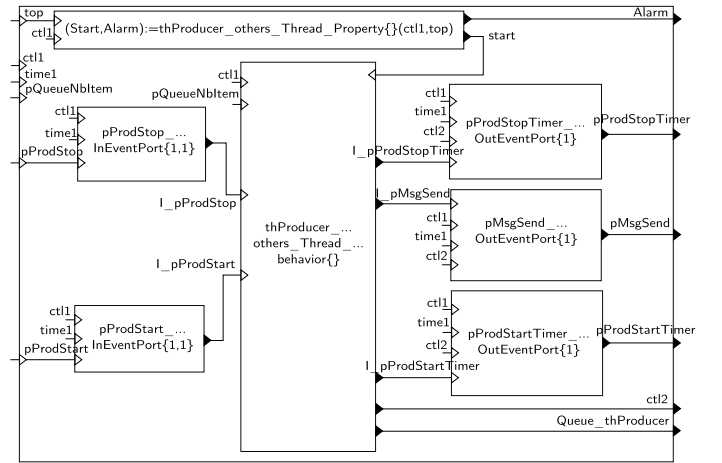 top
Alarm
(Start,Alarm):=thProducer_others_Thread_Property{}(ctl1,top)
ctl1
start
ctl1
time1
pQueueNbItem
ctl1
pQueueNbItem
ctl1
time1
pProdStop
pProdStop_...
InEventPort{1,1}
I_pProdStop
ctl1
time1
ctl2
I_pProdStopTimer
pProdStopTimer_...
OutEventPort{1}
pProdStopTimer
thProducer_...
others_Thread_...
behavior{}
I_pMsgSend
ctl1
time1
ctl2
pMsgSend_...
OutEventPort{1}
pMsgSend
I_pProdStart
ctl1
time1
pProdStart
pProdStart_...
InEventPort{1,1}
ctl1
time1
ctl2
I_pProdStartTimer
pProdStartTimer_...
OutEventPort{1}
pProdStartTimer
ctl2
Queue_thProducer